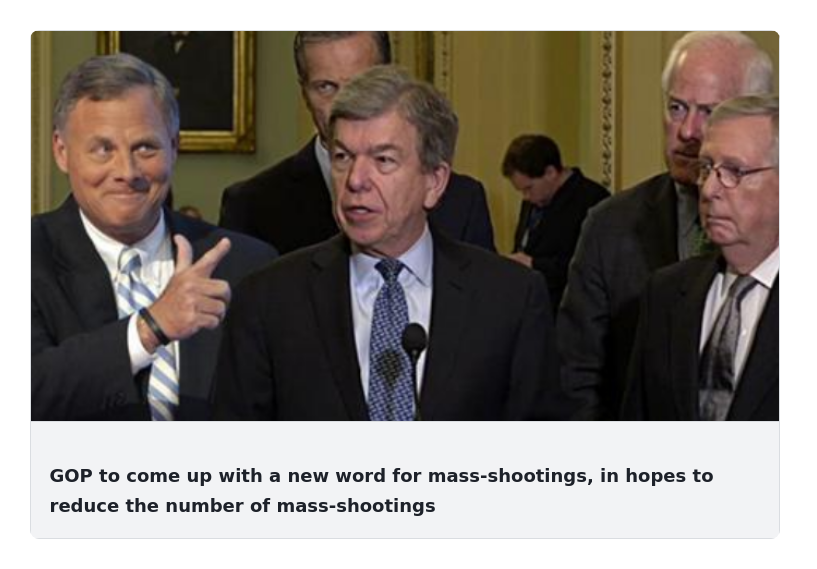 GOP to come up with a new word for mass-shootings, in hopes to
reduce the number of mass-shootings